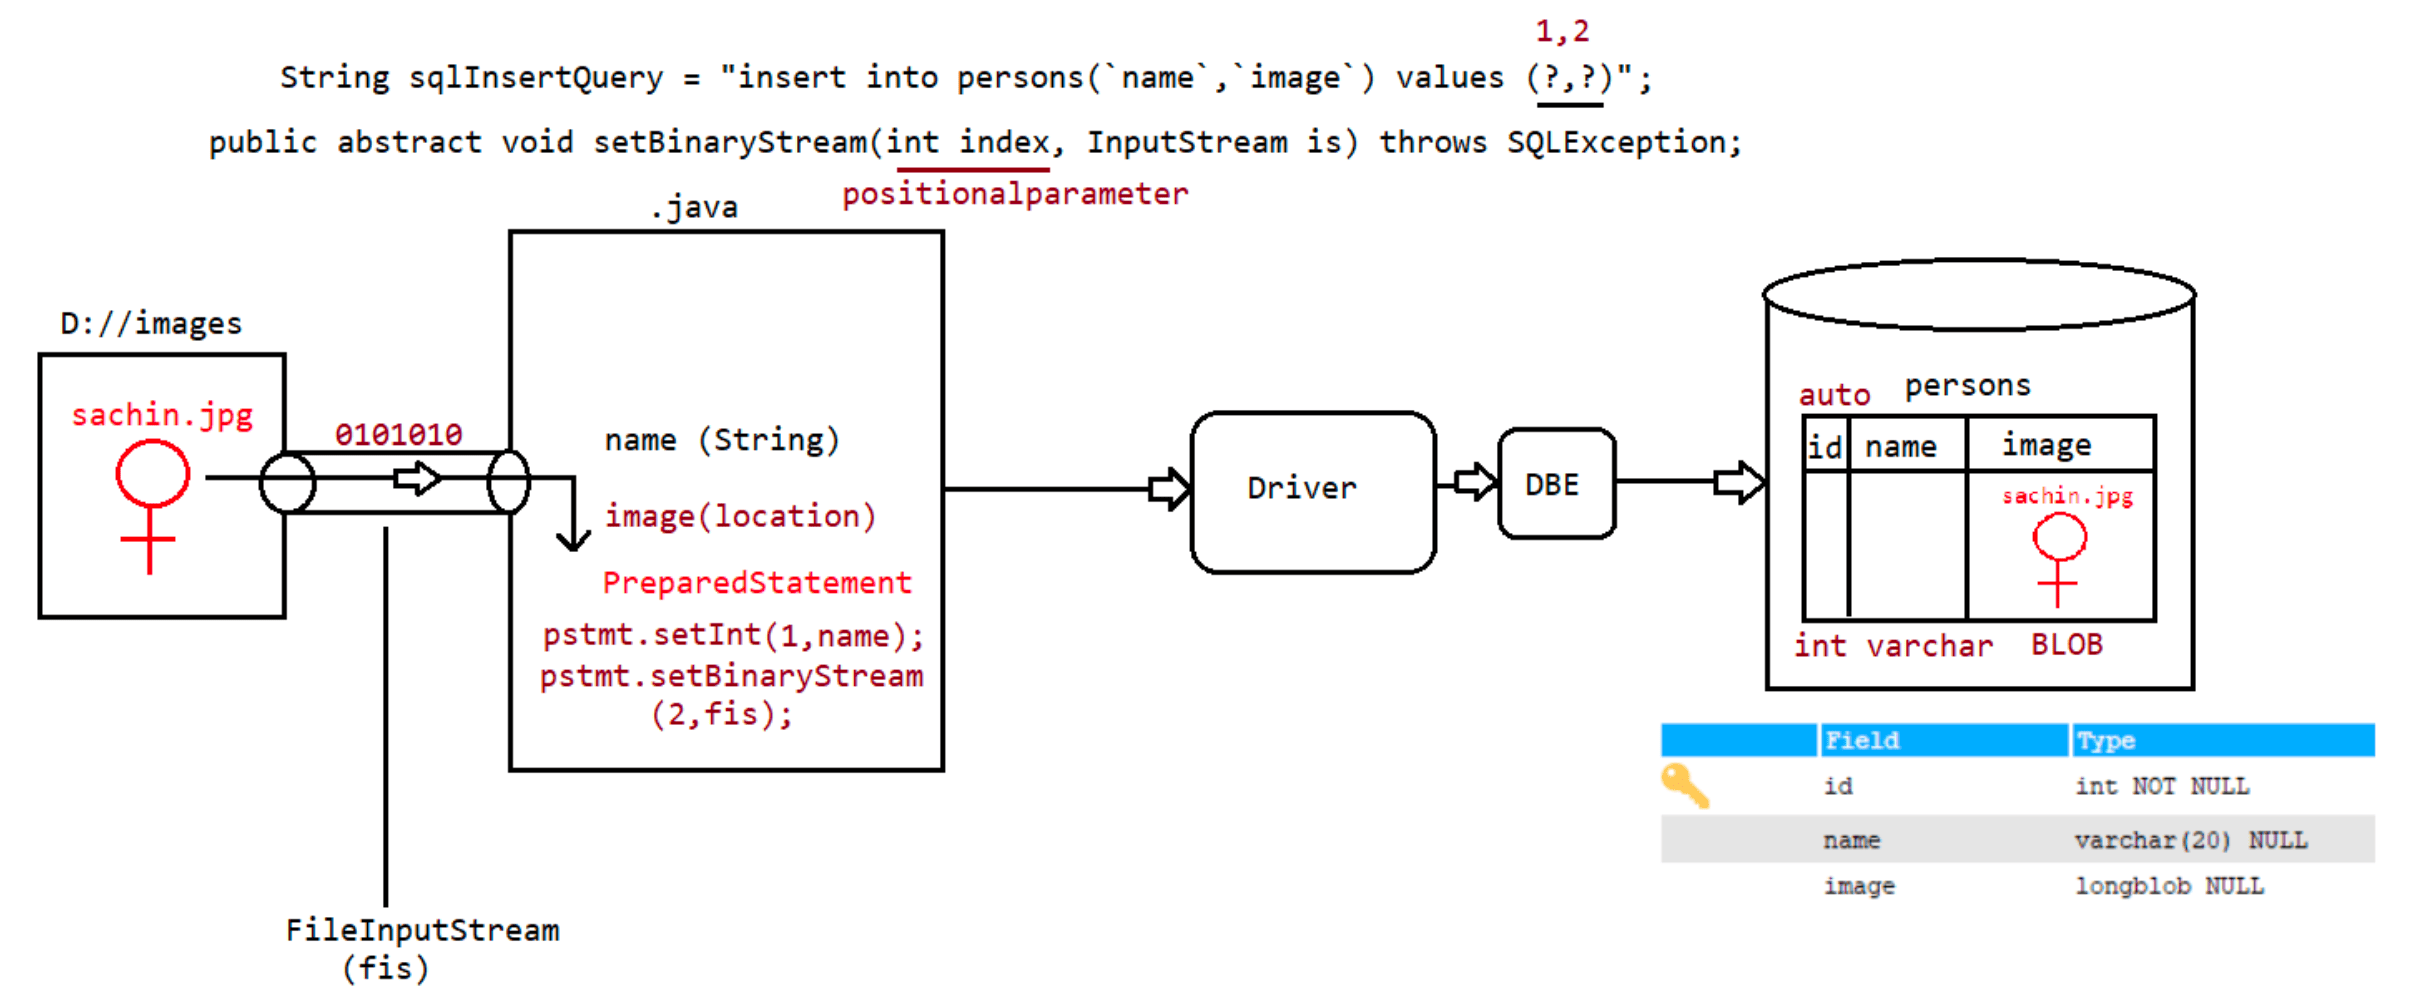 1,2
String sqlInsertQuery = "insert into persons(`name`,`image`) values (?,?)";
public abstract void setBinaryStream(int index, InputStream is) throws SQLException;
positionalparameter
.java
D://images
sachin.jpg
0101010
name (String)
image(location)
PreparedStatement
pstmt.setInt(1,name);
pstmt.setBinaryStream
(2,fis);
FileInputStream
(fis)
Driver
DBE
auto persons
id name image
sachin.jpg
int varchar BLOB
Field Type
id int NOT NULL
name varchar(20) NULL
image longblob NULL